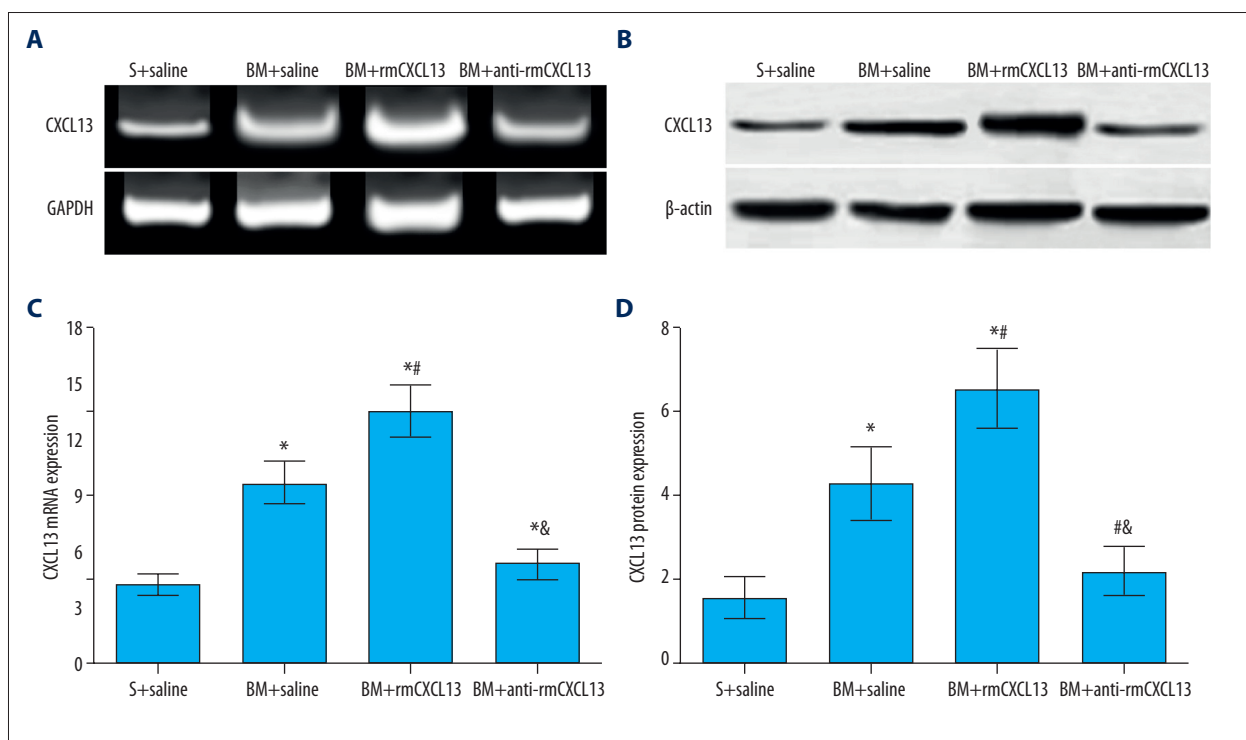 A
S+saline BM+saline BM+rmCXCL13 BM+anti-rmCXCL13
CXCL13
GAPDH
B
S+saline BM+saline BM+rmCXCL13 BM+anti-rmCXCL13
CXCL13
β-actin
C
CXCL13 mRNA expression
18
15
12
9
6
3
0
*
*#
*&
S+saline BM+saline BM+rmCXCL13 BM+anti-rmCXCL13
D
CXCL13 protein expression
8
6
4
2
0
*
*#
#&
S+saline BM+saline BM+rmCXCL13 BM+anti-rmCXCL13